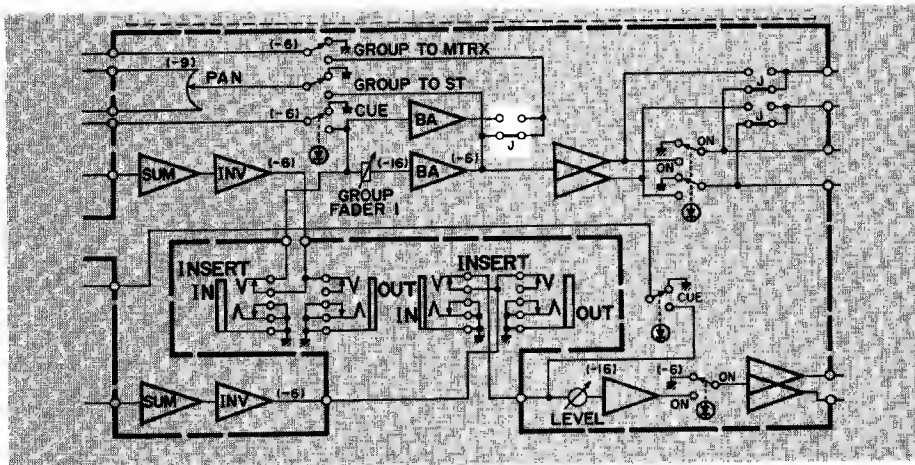 (-6) GROUP TO MTRX
(-9) PAN
GROUP TO ST
(-6) CUE
BA
J
J
J
SUM INV (-6)
(-16) BA (-6)
GROUP
FADER 1
ON
ON
INSERT
IN
OUT
INSERT
IN
OUT
CUE
SUM INV (-6)
LEVEL
(-16)
(-6)
ON
ON